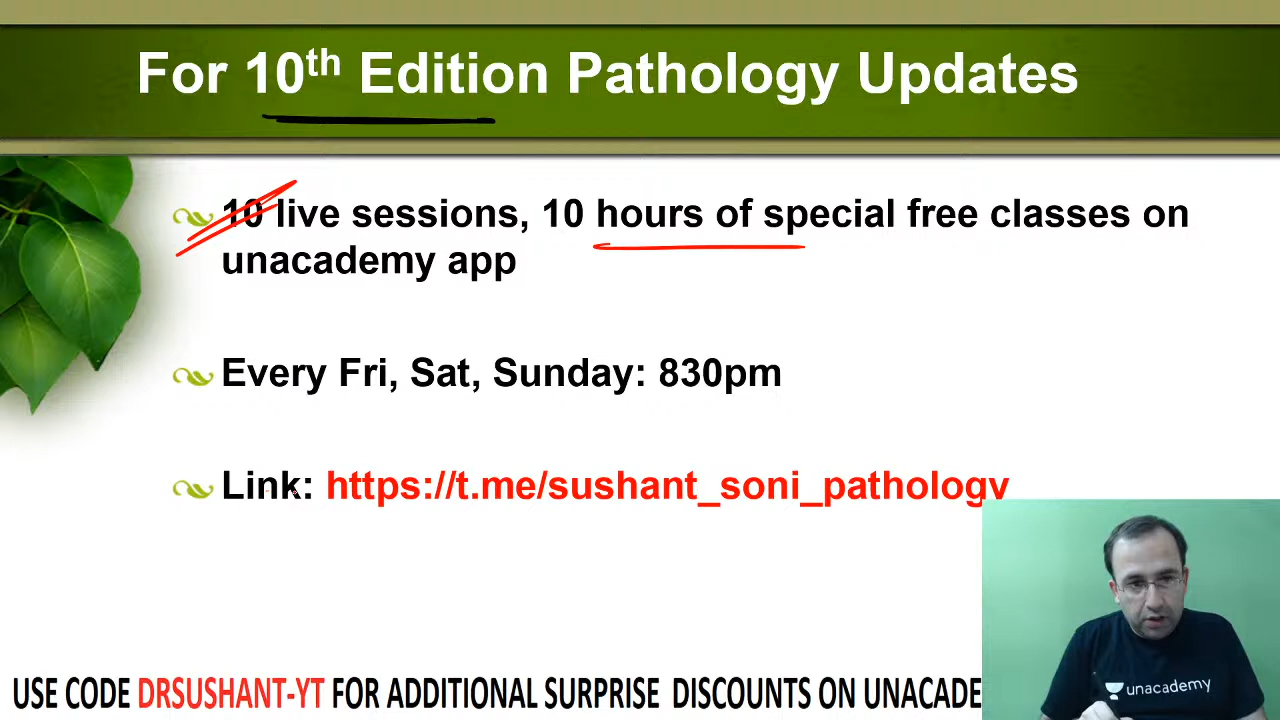 For 10th Edition Pathology Updates
10 live sessions, 10 hours of special free classes on
unacademy app
Every Fri, Sat, Sunday: 830pm
Link: https://t.me/sushant_soni_pathology
unacademy
USE CODE DRSUSHANT-YT FOR ADDITIONAL SURPRISE DISCOUNTS ON UNACADE